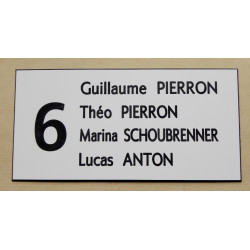 6
Guillaume PIERRON
Théo PIERRON
Marina SCHOUBRENNER
Lucas ANTON